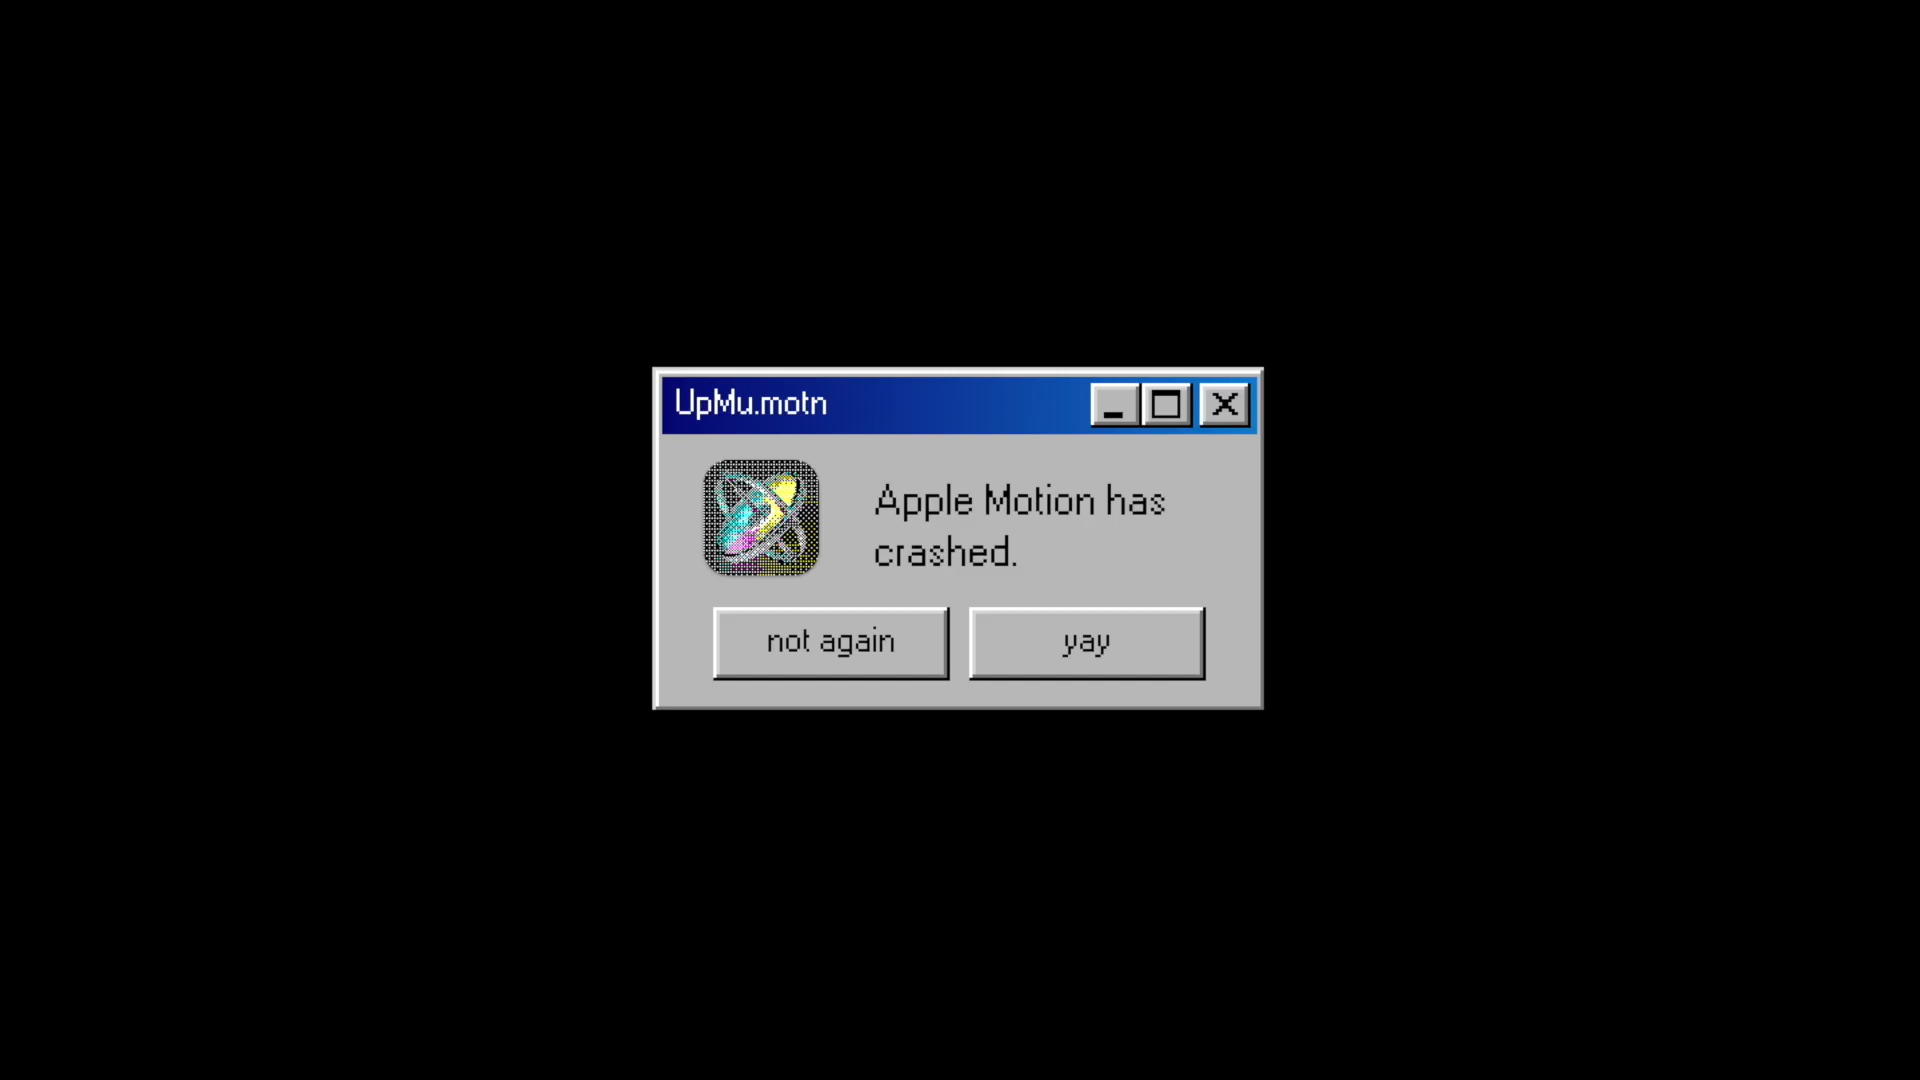 UpMu.motn
Apple Motion has
crashed.
not again
yay